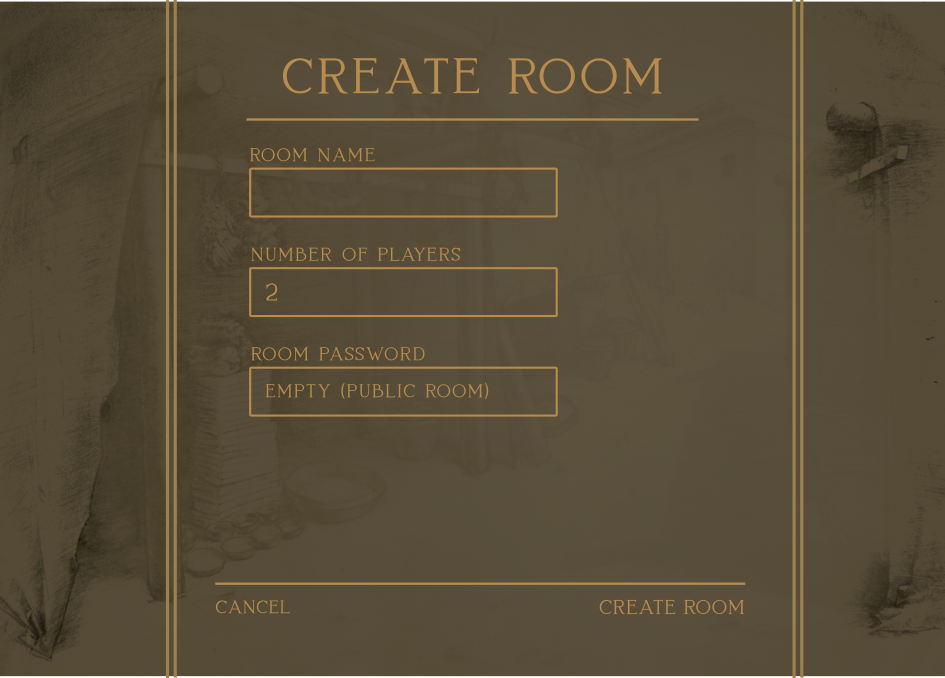 CREATE ROOM
ROOM NAME
NUMBER OF PLAYERS
2
ROOM PASSWORD
EMPTY (PUBLIC ROOM)
CANCEL
CREATE ROOM